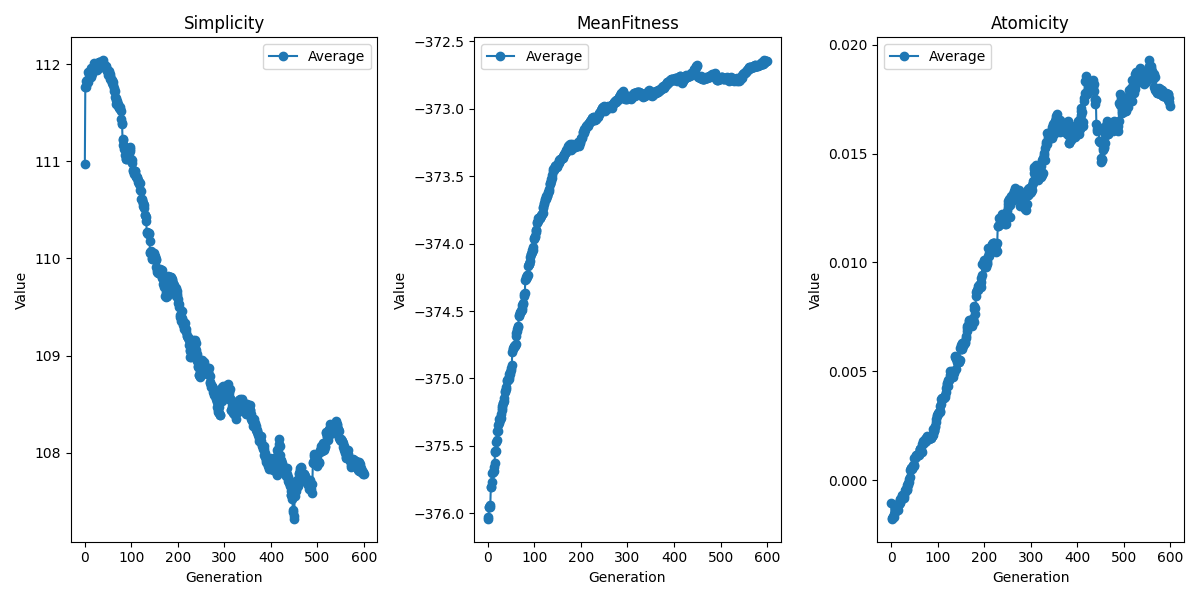 Simplicity
Average
112
111
110
109
108
Value
0 100 200 300 400 500 600
Generation
MeanFitness
Average
−372.5
−373.0
−373.5
−374.0
−374.5
−375.0
−375.5
−376.0
Value
0 100 200 300 400 500 600
Generation
Atomicity
Average
0.020
0.015
0.010
0.005
0.000
Value
0 100 200 300 400 500 600
Generation